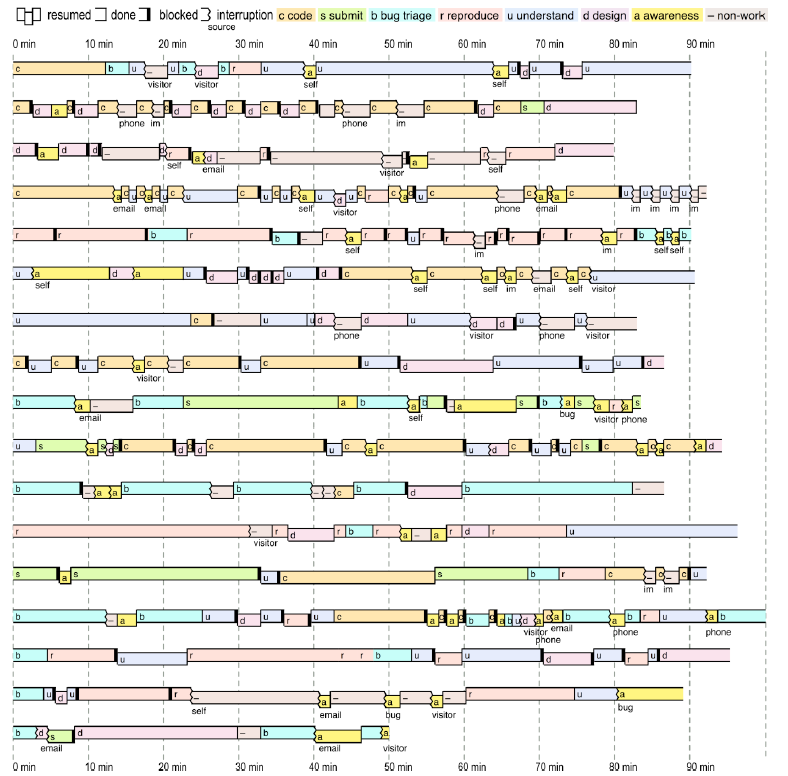 resumed done blocked interruption c code s submit b bug triage r reproduce u understand d design a awareness – non-work
source
0 min 10 min 20 min 30 min 40 min 50 min 60 min 70 min 80 min 90 min
c b u – u b d b r u a u a u d u d u
visitor visitor self self
c d a c d c – c – c d c d c d c d c – c – c d c s d
phone im phone im
d a d d – d r a d – r – – u a – – r d
self email visitor self
c a u c a c u c u u c u c a u d u r c a c u c – c a c a c u – u – u – u – u –
email email self visitor phone email im im im im
r r b r b – r a r r u r r – r r r r r a r b a b a b
self im im self self
u a d a u d u d d d u d c a c a c a c – c a c u
self self self im email self visitor
u c – u u d – d u d d u – u –
phone visitor phone visitor
c u c u c a c – c u c u d u u u d
visitor
b a – b s a b a b s – a s b a s a r a s
email self bug visitor phone
u s a s d s c d c d c u c a c u d c u c u c s c a c a c a d
b – a a b – b – – c b d b –
r – r d r b r a – a r d r u
visitor
s a s u c s b r c – c – c u
im im
b – a b u d u r u c a c a c b c a b u d a c a b a b r u a b
visitor email phone phone
phone
b r u r r r b u r u d u d u r u d
b u d u r r – a – a – a – r u a
self email bug visitor bug
b d s d – b a b a
email email visitor
0 min 10 min 20 min 30 min 40 min 50 min 60 min 70 min 80 min 90 min